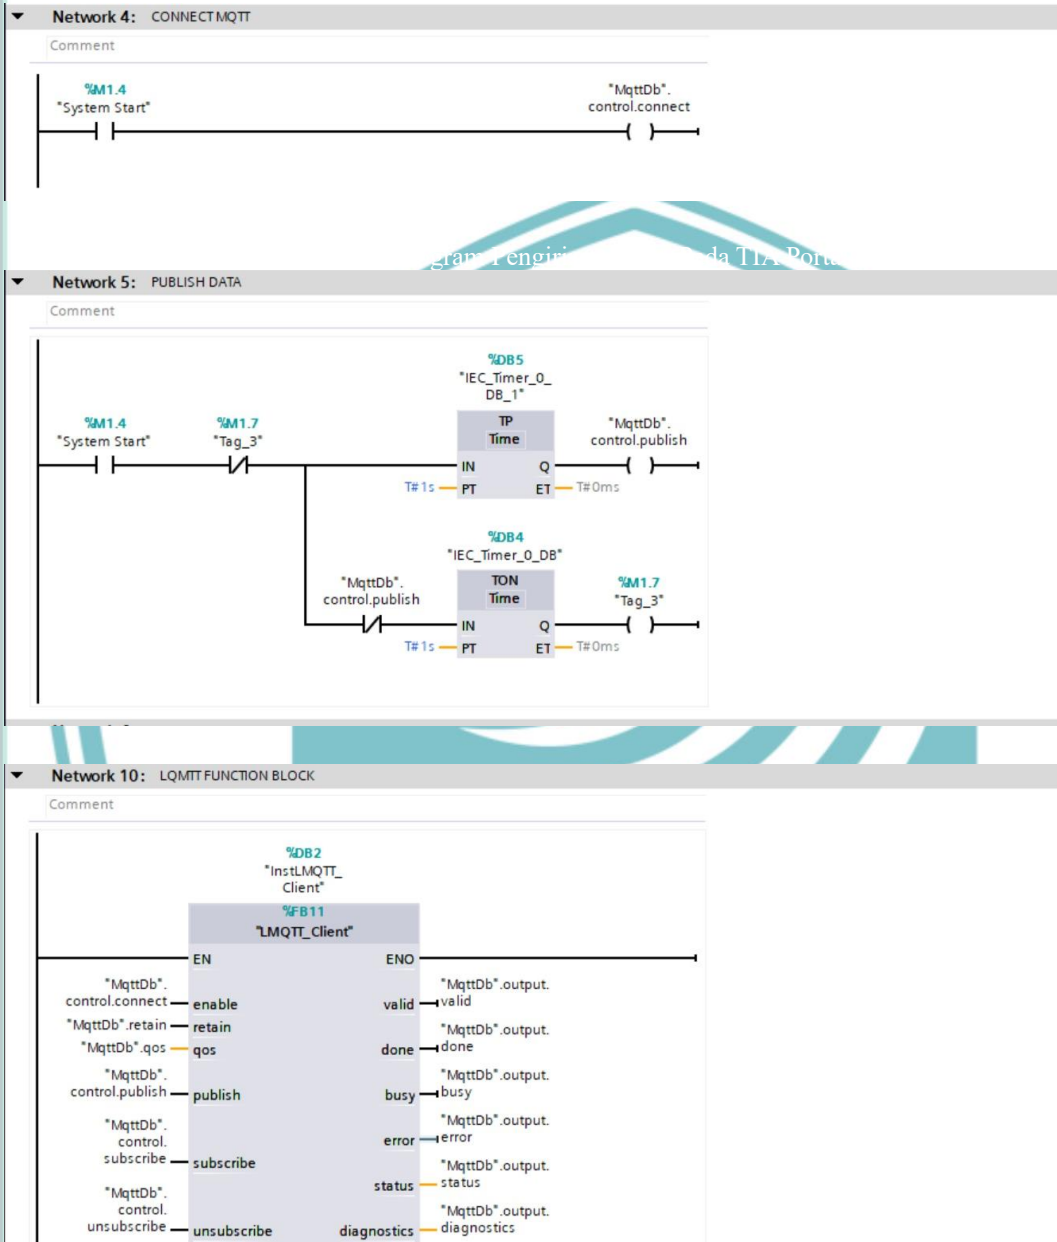 Network 4: CONNECT MQTT
Comment
%M1.4
"System Start"
"MqttDb".
control.connect
Network 5: PUBLISH DATA
Comment
%DB5
"IEC_Timer_0_
DB_1"
%M1.4
"System Start"
%M1.7
"Tag_3"
TP
Time
"MqttDb".
control.publish
IN Q
T#1s PT ET T#0ms
%DB4
"IEC_Timer_0_DB"
"MqttDb".
control.publish
TON
Time
%M1.7
"Tag_3"
IN Q
T#1s PT ET T#0ms
Network 10: LQMTT FUNCTION BLOCK
Comment
%DB2
"InstLMQTT_
Client"
%FB11
"LMQTT_Client"
EN ENO
"MqttDb".
control.connect enable
"MqttDb".output.
valid valid
"MqttDb".retain retain
"MqttDb".qos qos
"MqttDb".output.
done done
"MqttDb".
control.publish publish
"MqttDb".output.
busy busy
"MqttDb".output.
error error
"MqttDb".
control.
subscribe subscribe
"MqttDb".output.
status status
"MqttDb".
control.
unsubscribe unsubscribe
"MqttDb".output.
diagnostics diagnostics